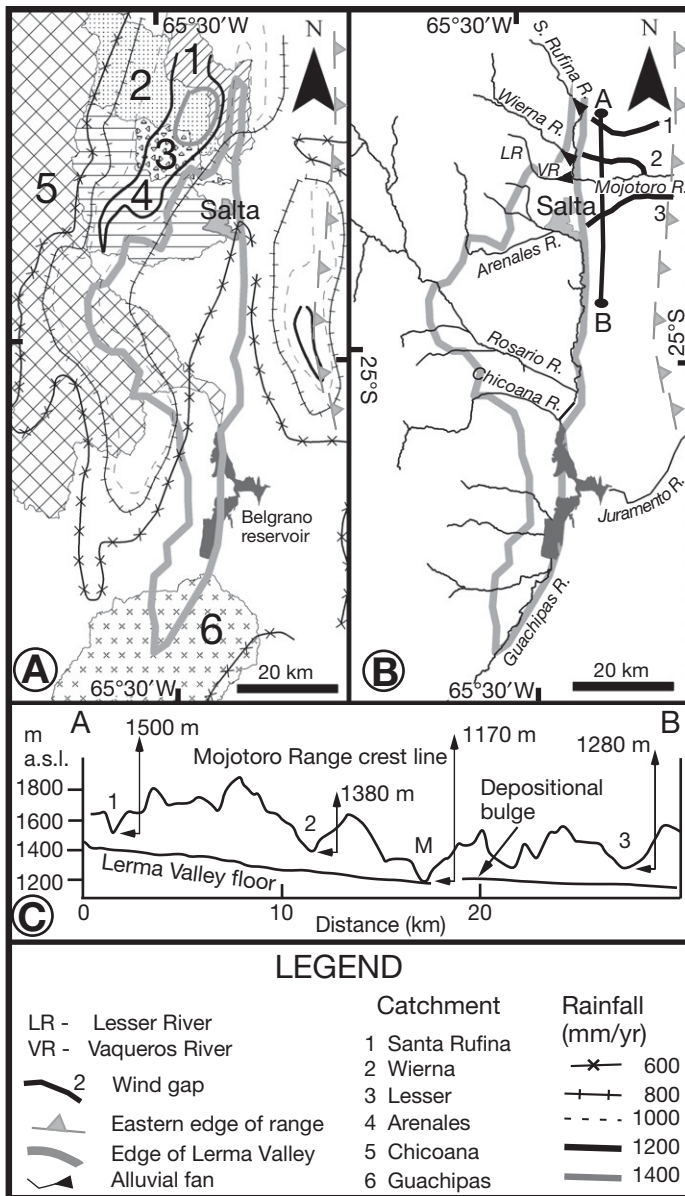 65°30′W
65°30′W
N
N
1
2
3
4
5
6
Salta
Belgrano
reservoir
A
65°30′W
20 km
S. Rufina R.
A
Wierna R.
1
LR
VR
2
Mojotoro R.
Salta
3
Arenales R.
B
Rosario R.
Chicoana R.
25°S
25°S
Juramento R.
Guachipas R.
B
65°30′W
20 km
A
B
m
a.s.l.
1500 m
Mojotoro Range crest line
1170 m
1280 m
1800
1600
1400
1200
1
1380 m
2
M
Depositional
bulge
3
Lerma Valley floor
C
0
10
20
Distance (km)
LEGEND
LR - Lesser River
VR - Vaqueros River
2 Wind gap
Eastern edge of range
Edge of Lerma Valley
Alluvial fan
Catchment
1 Santa Rufina
2 Wierna
3 Lesser
4 Arenales
5 Chicoana
6 Guachipas
Rainfall
(mm/yr)
600
800
1000
1200
1400